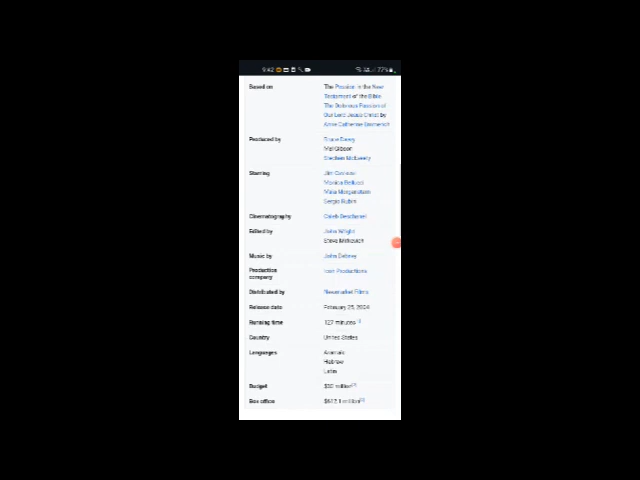 9:42 77%
Based on The Passion in the New
Testament of the Bible
The Dolorous Passion of
Our Lord Jesus Christ by
Anne Catherine Emmerich
Produced by Bruce Davey
Mel Gibson
Stephen McEveety
Starring Jim Caviezel
Monica Bellucci
Maia Morgenstern
Sergio Rubini
Cinematography Caleb Deschanel
Edited by John Wright
Steve Mirkovich
Music by John Debney
Production
company Icon Productions
Distributed by Newmarket Films
Release date February 25, 2004
Running time 127 minutes
Country United States
Languages Aramaic
Hebrew
Latin
Budget $30 million
Box office